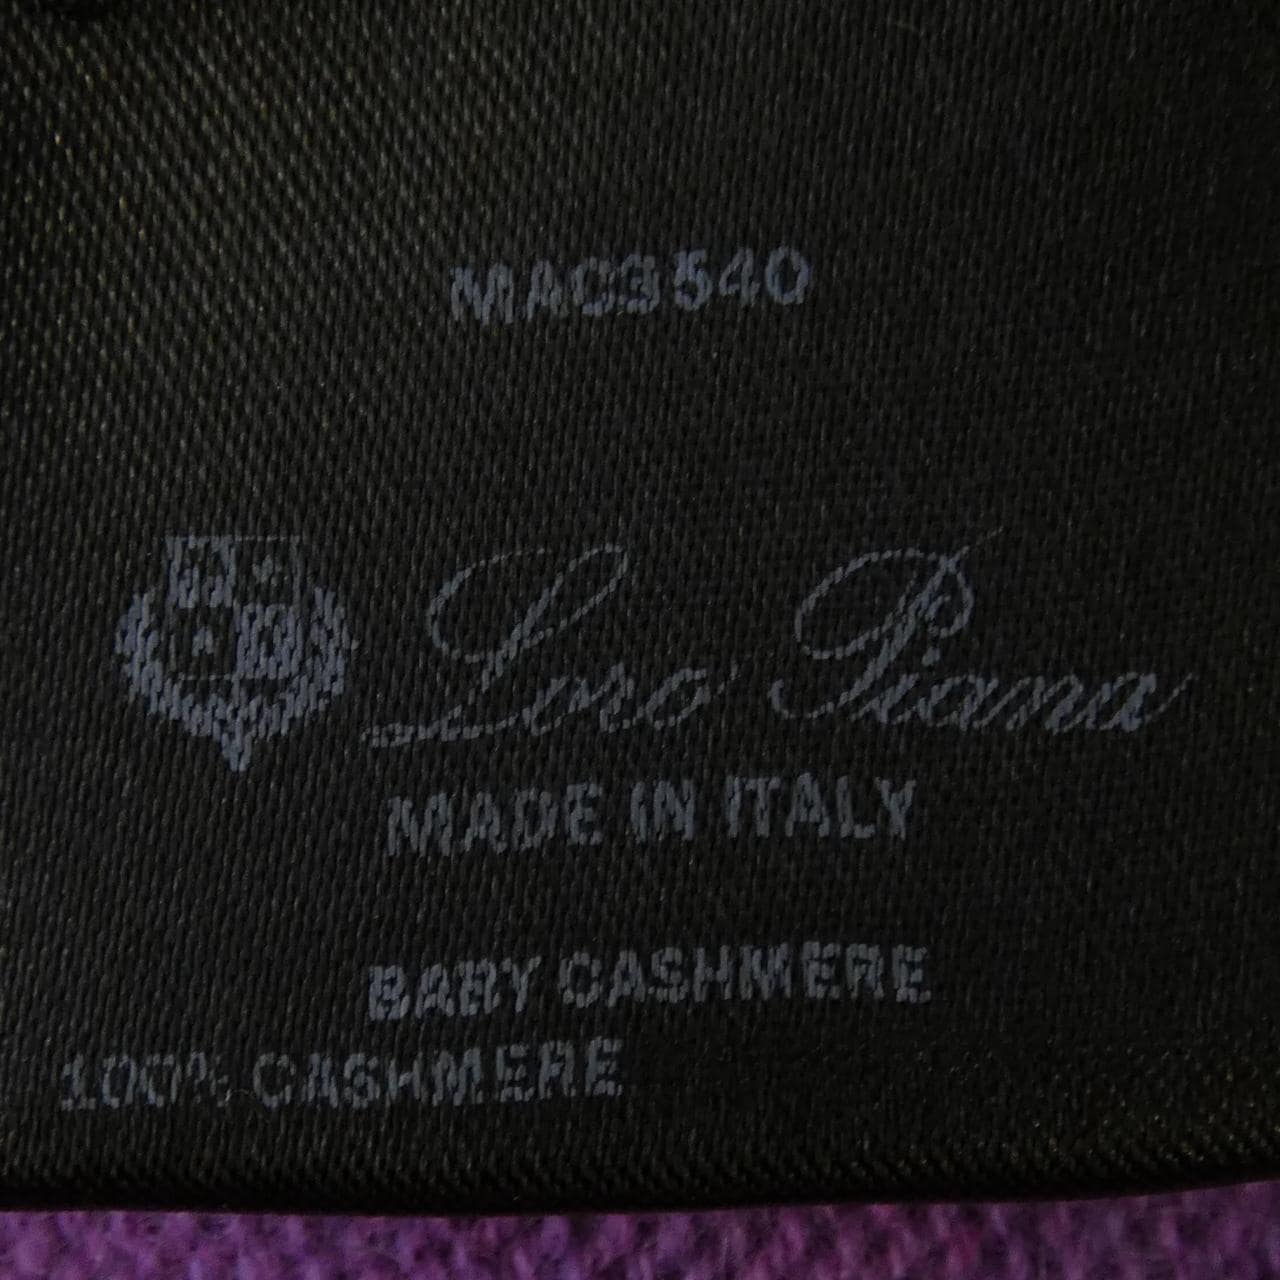 MAC3540
Loro Piana
MADE IN ITALY
BABY CASHMERE
100% CASHMERE